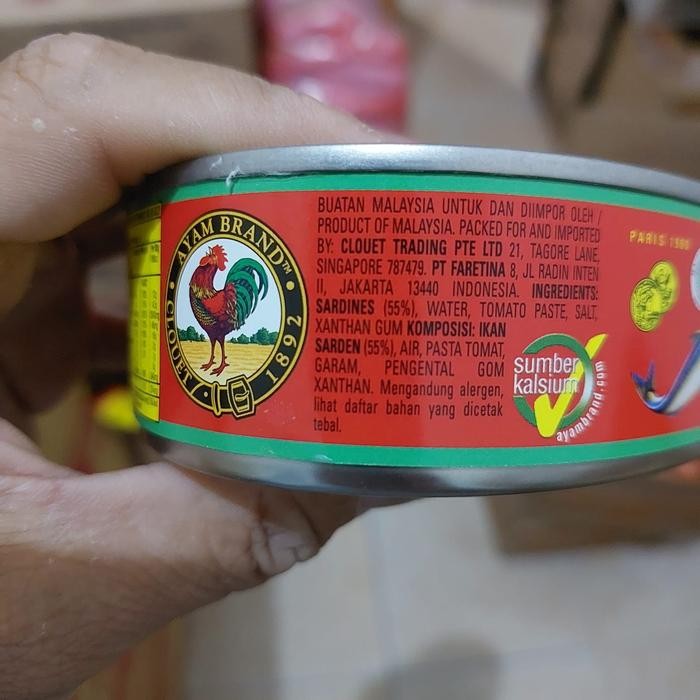 AYAM BRAND™
CLOUET
1892
BUATAN MALAYSIA UNTUK DAN DIIMPOR OLEH /
PRODUCT OF MALAYSIA. PACKED FOR AND IMPORTED
BY: CLOUET TRADING PTE LTD 21, TAGORE LANE,
SINGAPORE 787479. PT FARETINA 8, JL RADIN INTEN
II, JAKARTA 13440 INDONESIA. INGREDIENTS:
SARDINES (55%), WATER, TOMATO PASTE, SALT,
XANTHAN GUM KOMPOSISI: IKAN
SARDEN (55%), AIR, PASTA TOMAT,
GARAM, PENGENTAL GOM
XANTHAN. Mengandung alergen,
lihat daftar bahan yang dicetak
tebal.
sumber
kalsium
ayambrand.com
PARIS 1900